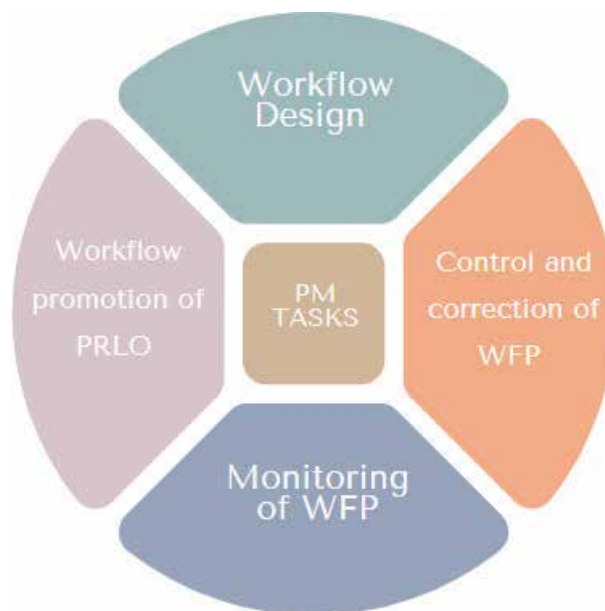 Workflow
Design
Workflow
promotion of
PRLO
PM
TASKS
Control and
correction of
WFP
Monitoring
of WFP